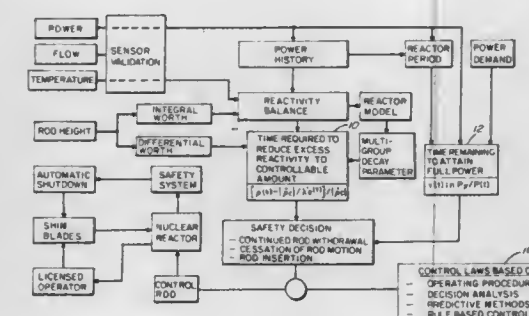 POWER
FLOW
TEMPERATURE
SENSOR
VALIDATION
POWER
HISTORY
REACTOR
PERIOD
POWER
DEMAND
REACTIVITY
BALANCE
REACTOR
MODEL
INTEGRAL
WORTH
ROD HEIGHT
DIFFERENTIAL
WORTH
10
TIME REQUIRED TO
REDUCE EXCESS
REACTIVITY TO
CONTROLLABLE
AMOUNT
MULTI-
GROUP
DECAY
PARAMETER
12
TIME REMAINING
TO ATTAIN
FULL POWER
AUTOMATIC
SHUTDOWN
SAFETY
SYSTEM
SHIM
BLADES
NUCLEAR
REACTOR
LICENSED
OPERATOR
SAFETY DECISION
– CONTINUED ROD WITHDRAWAL
– CESSATION OF ROD MOTION
ROD INSERTION
CONTROL
ROD
CONTROL LAWS BASED
– OPERATING
– DECISION ANALYSIS
– PREDICTIVE METHODS
– RULE BASED CONTROL